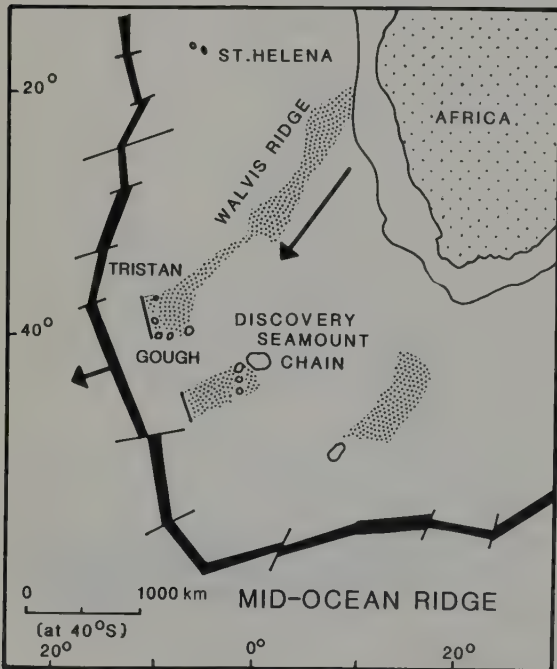 ST.HELENA
20°
AFRICA
WALVIS RIDGE
TRISTAN
40°
DISCOVERY
SEAMOUNT
CHAIN
GOUGH
0 1000 km
(at 40°S)
MID-OCEAN RIDGE
20° 0° 20°